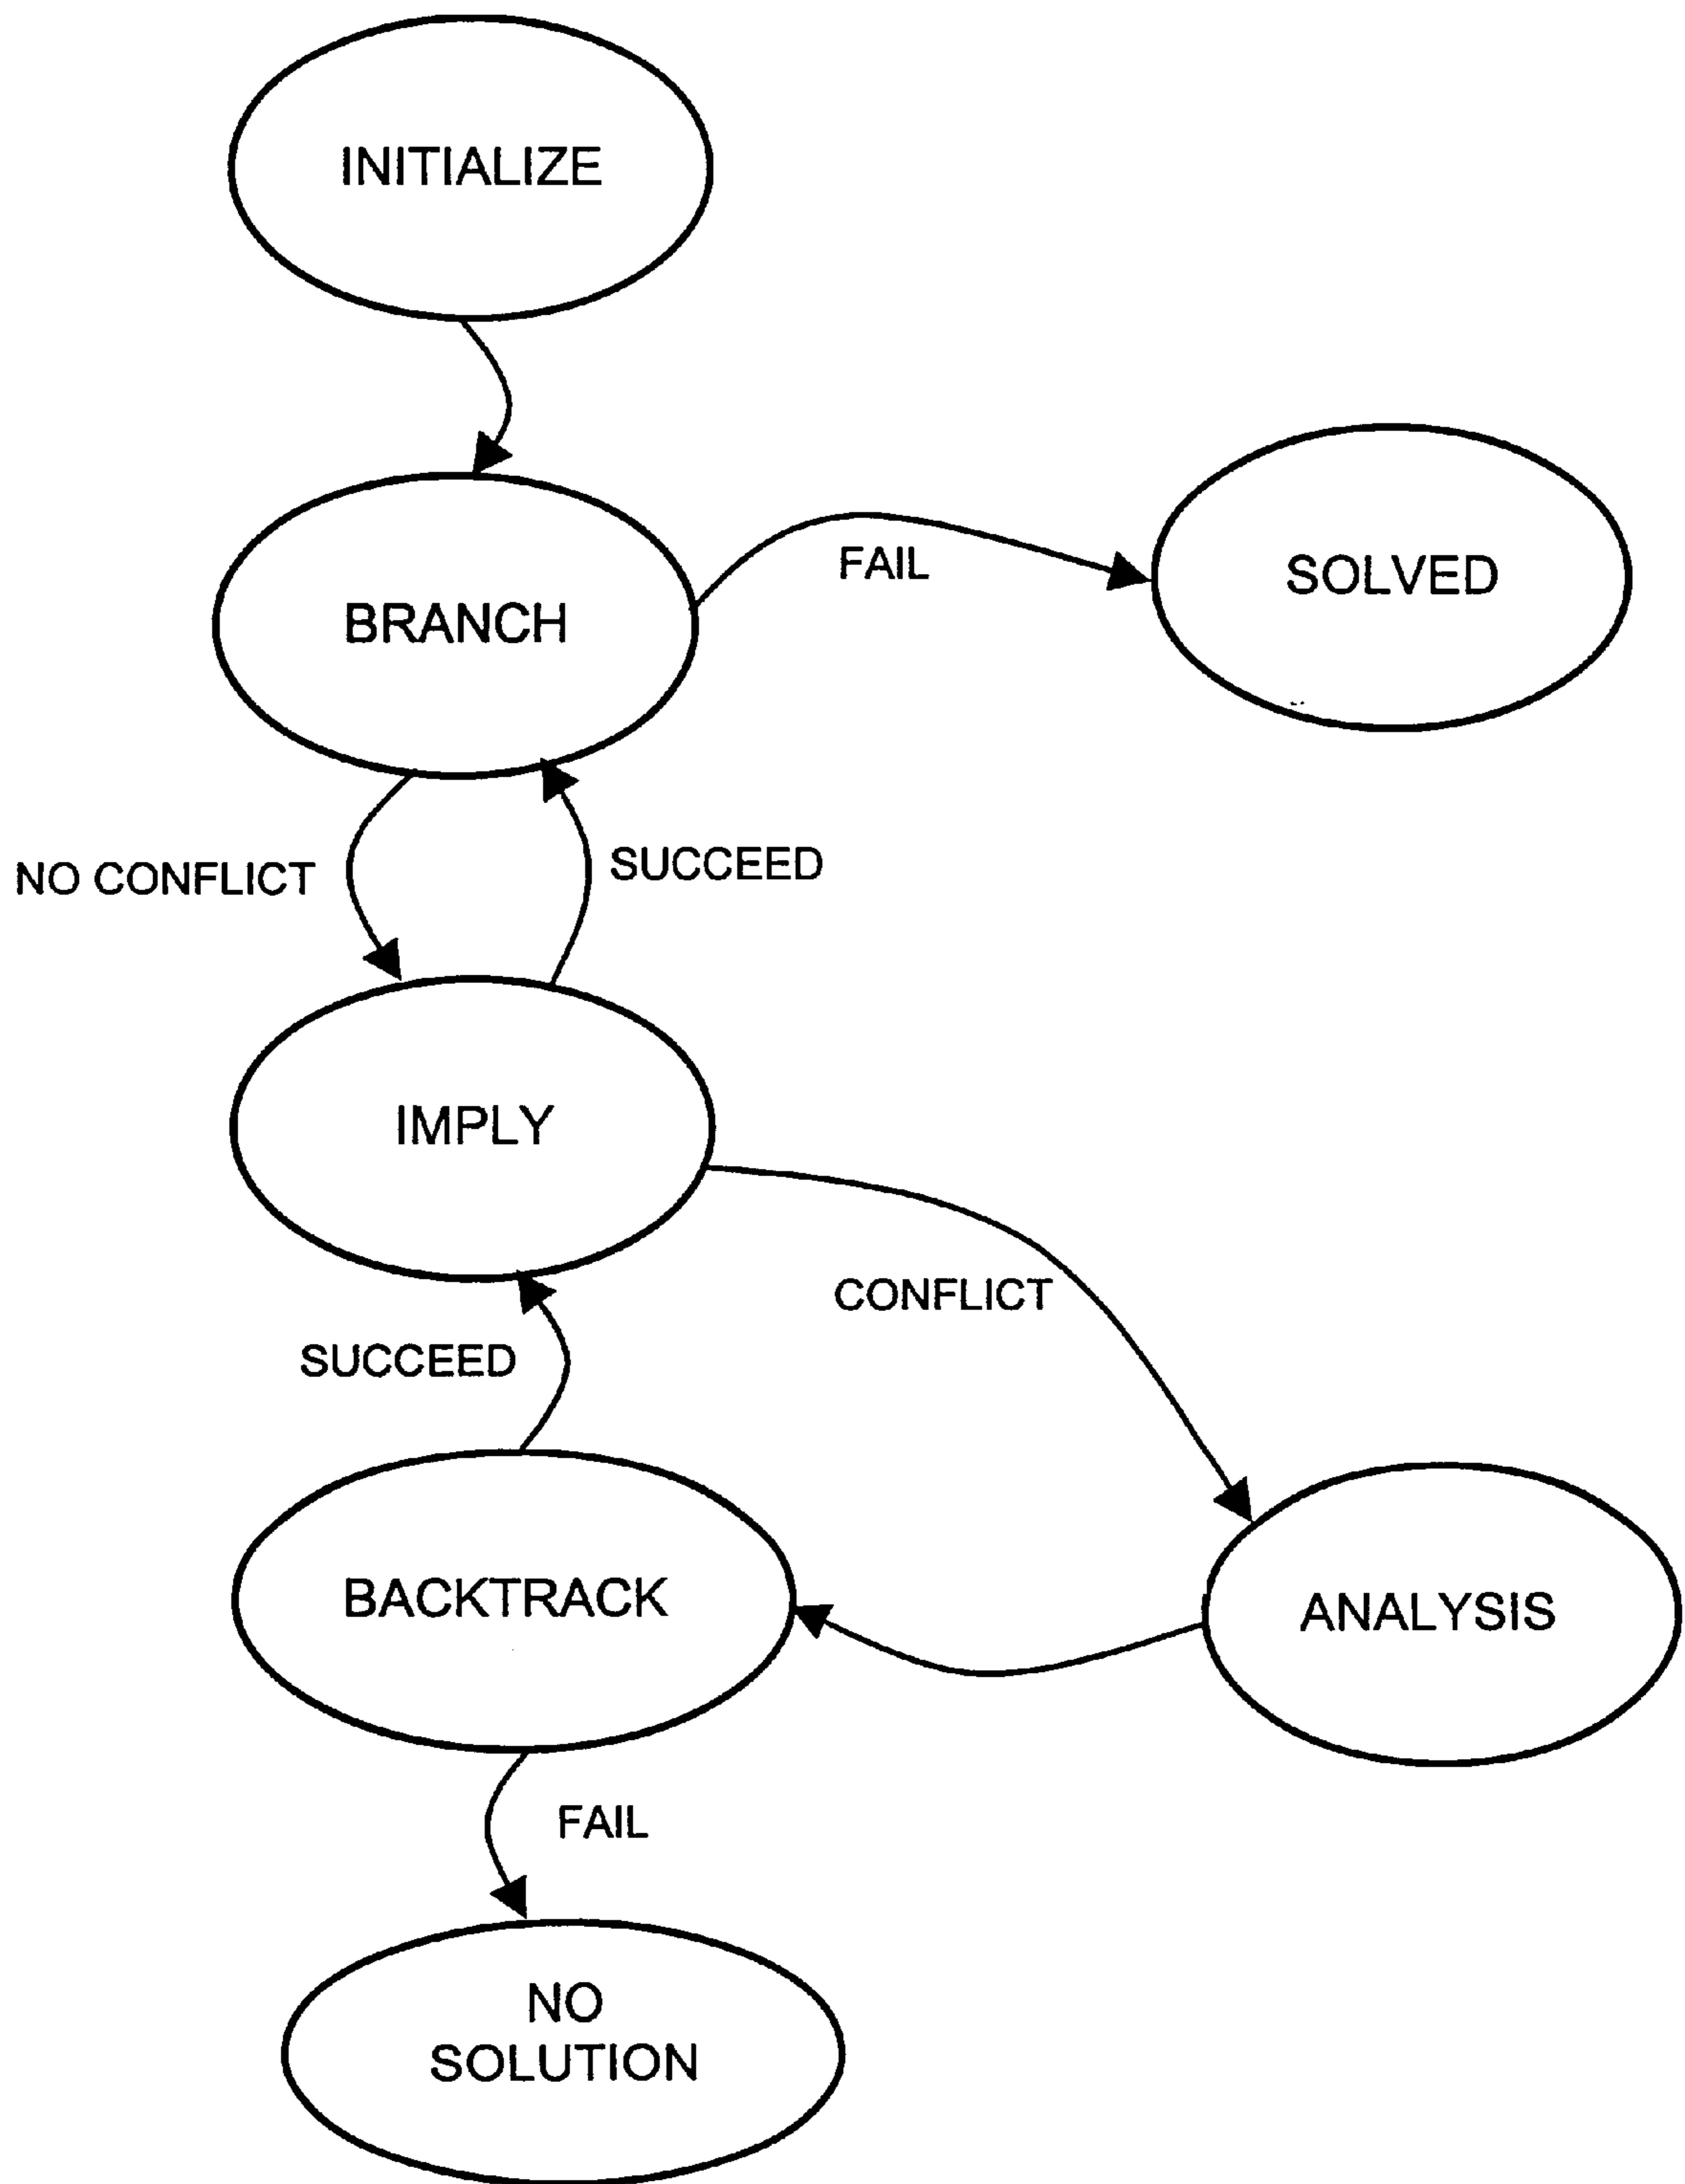 INITIALIZE
FAIL
SOLVED
BRANCH
NO CONFLICT
SUCCEED
IMPLY
CONFLICT
SUCCEED
BACKTRACK
ANALYSIS
FAIL
NO
SOLUTION